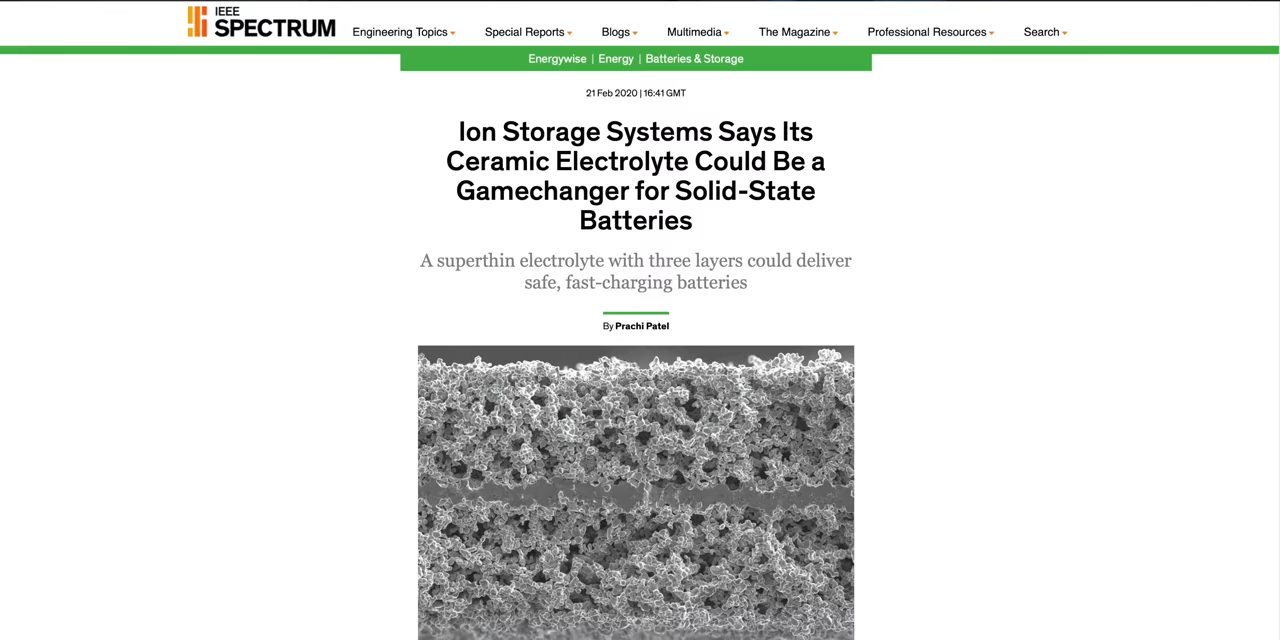 IEEE
SPECTRUM
Engineering Topics Special Reports Blogs Multimedia The Magazine Professional Resources Search
Energywise | Energy | Batteries & Storage
21 Feb 2020 | 16:41 GMT
Ion Storage Systems Says Its
Ceramic Electrolyte Could Be a
Gamechanger for Solid-State
Batteries
A superthin electrolyte with three layers could deliver
safe, fast-charging batteries
By Prachi Patel